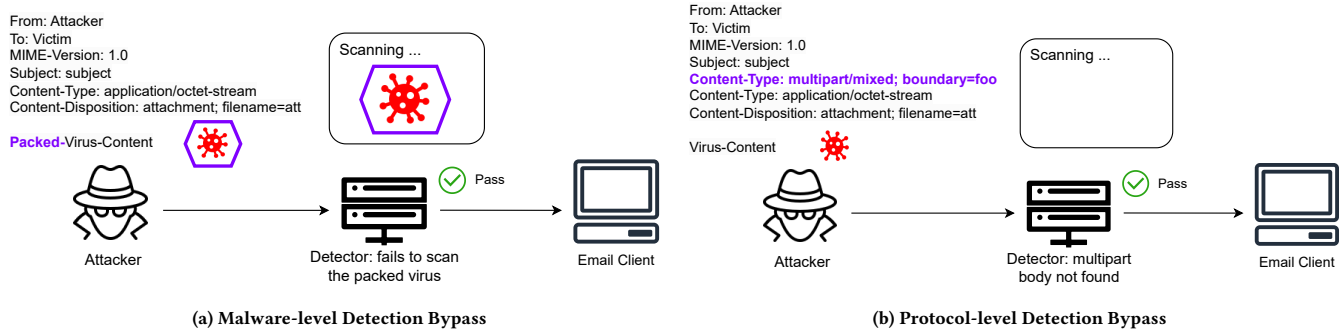 From: Attacker
To: Victim
MIME-Version: 1.0
Subject: subject
Content-Type: application/octet-stream
Content-Disposition: attachment; filename=att
Packed-Virus-Content
Scanning ...
Pass
Attacker
Detector: fails to scan
the packed virus
Email Client
(a) Malware-level Detection Bypass
From: Attacker
To: Victim
MIME-Version: 1.0
Subject: subject
Content-Type: multipart/mixed; boundary=foo
Content-Type: application/octet-stream
Content-Disposition: attachment; filename=att
Virus-Content
Scanning ...
Pass
Attacker
Detector: multipart
body not found
Email Client
(b) Protocol-level Detection Bypass